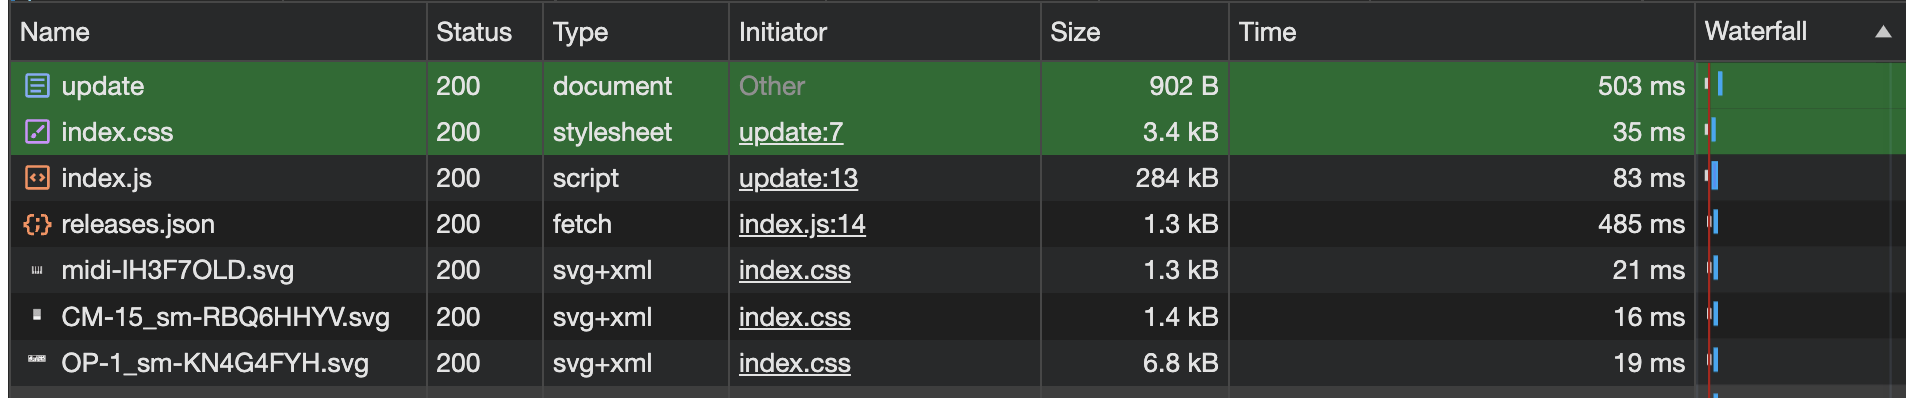 Name Status Type Initiator Size Time Waterfall
update 200 document Other 902 B 503 ms
index.css 200 stylesheet update:7 3.4 kB 35 ms
index.js 200 script update:13 284 kB 83 ms
releases.json 200 fetch index.js:14 1.3 kB 485 ms
midi-IH3F7OLD.svg 200 svg+xml index.css 1.3 kB 21 ms
CM-15_sm-RBQ6HHYV.svg 200 svg+xml index.css 1.4 kB 16 ms
OP-1_sm-KN4G4FYH.svg 200 svg+xml index.css 6.8 kB 19 ms